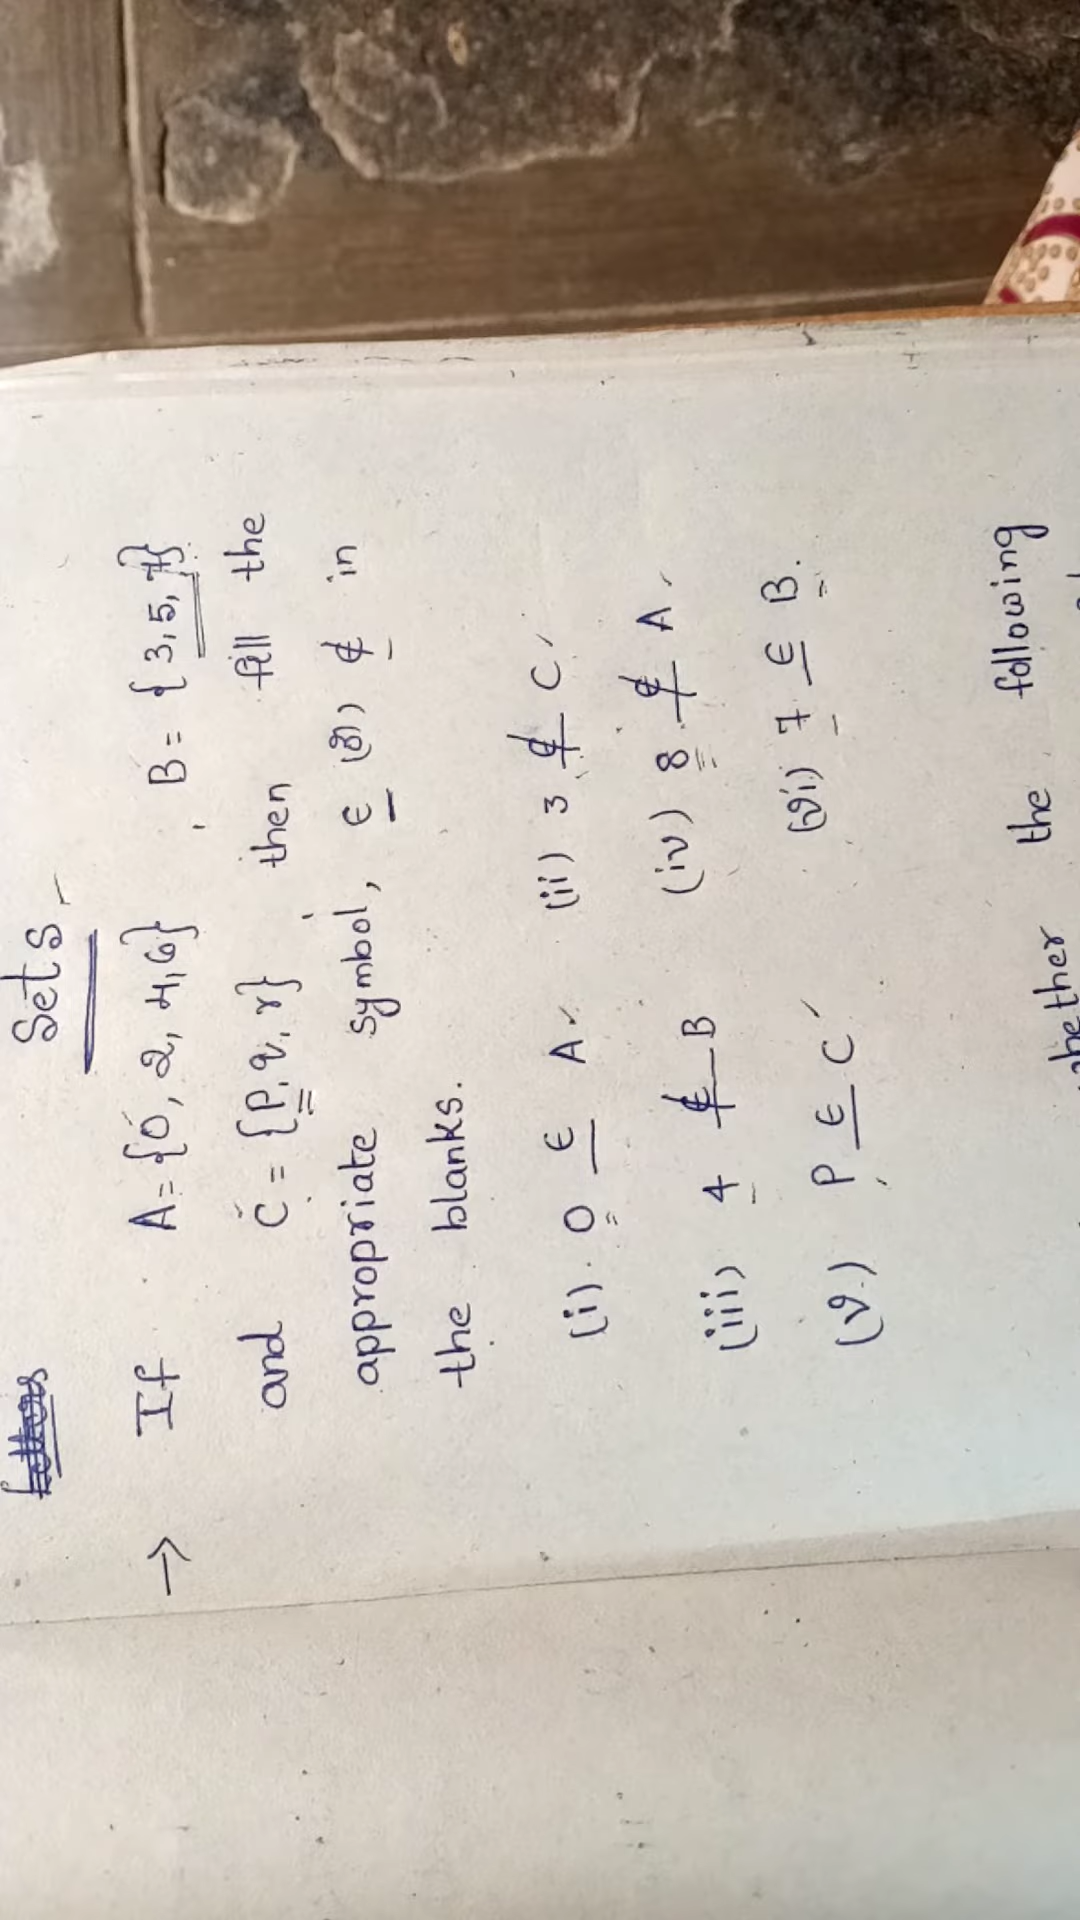 Sets
→ If A={0, 2, 4, 6} , B = {3, 5, 7}
and C = {p, q, r} then fill the
appropriate symbol, ∈ (or) ∉ in
the blanks.
(i) 0 ∈ A (ii) 3 ∉ C
(iii) 4 ∉ B (iv) 8 ∉ A
(v) P ∈ C (vi) 7 ∈ B.
whether the following